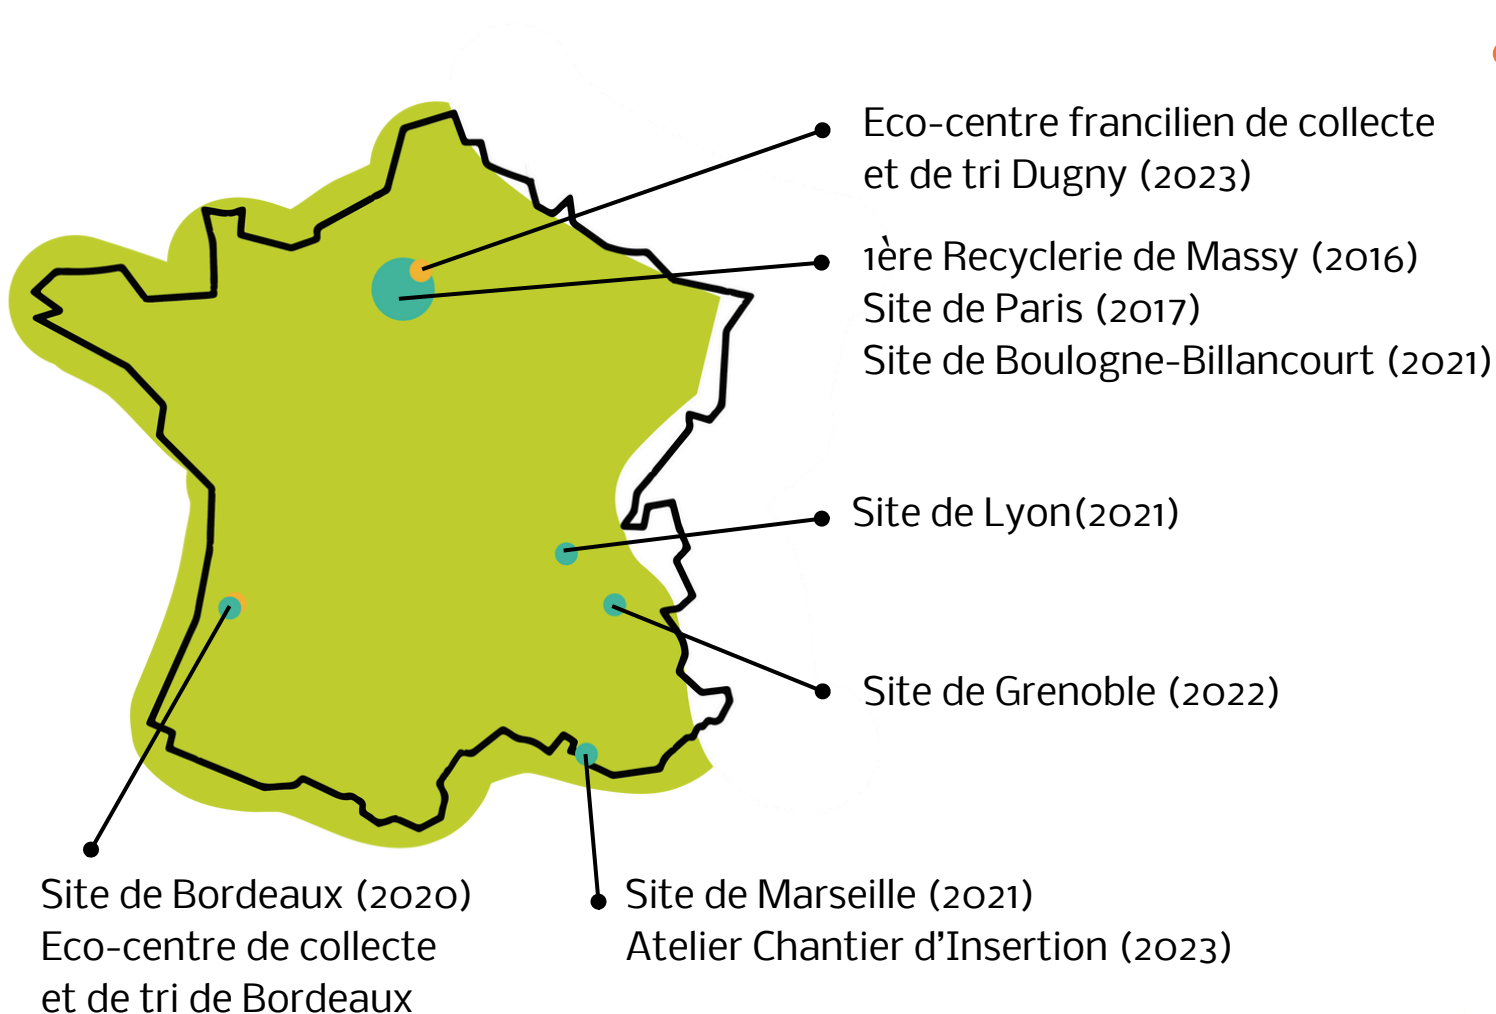 Eco-centre francilien de collecte
et de tri Dugny (2023)
1ère Recyclerie de Massy (2016)
Site de Paris (2017)
Site de Boulogne-Billancourt (2021)
Site de Lyon(2021)
Site de Grenoble (2022)
Site de Bordeaux (2020)
Eco-centre de collecte
et de tri de Bordeaux
Site de Marseille (2021)
Atelier Chantier d’Insertion (2023)